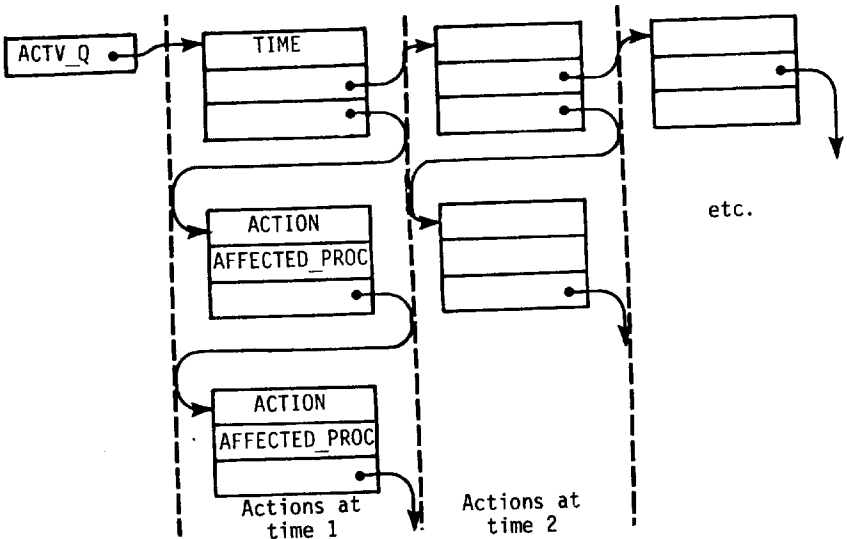 ACTV_Q
TIME
ACTION
AFFECTED_PROC
ACTION
AFFECTED_PROC
etc.
Actions at
time 1
Actions at
time 2